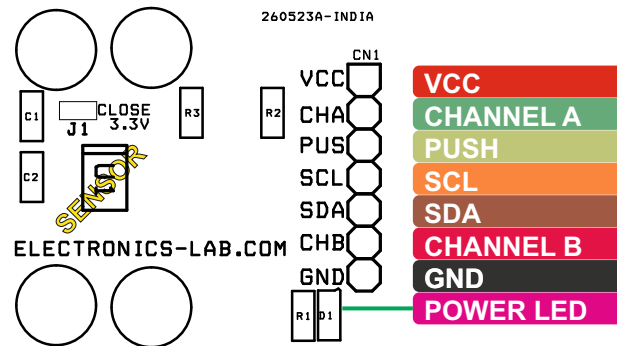 260523A-INDIA
CN1
VCC
CHA
PUS
SCL
SDA
CHB
GND
VCC
CHANNEL A
PUSH
SCL
SDA
CHANNEL B
GND
POWER LED
C1
J1
CLOSE
3.3V
R3
R2
C2
SENSOR
ELECTRONICS-LAB.COM
R1
D1